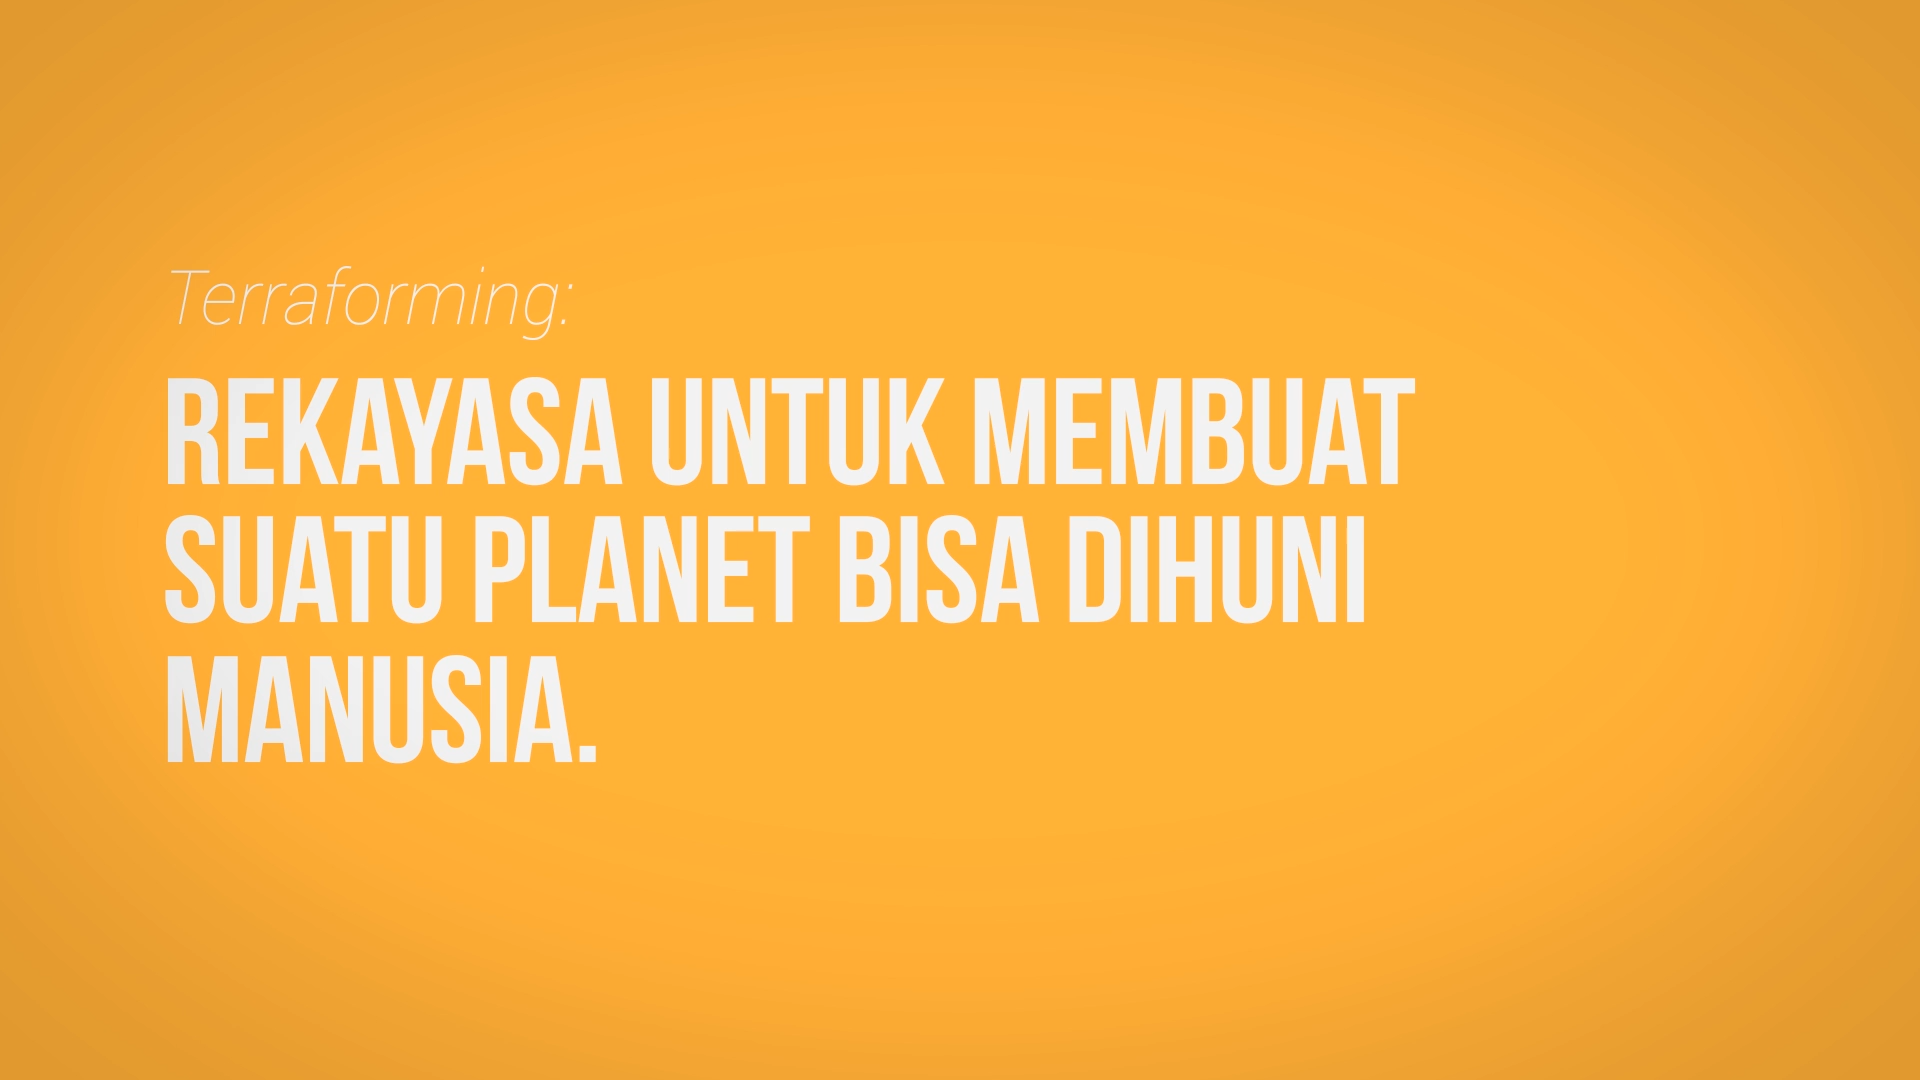 Terraforming:
REKAYASA UNTUK MEMBUAT
SUATU PLANET BISA DIHUNI
MANUSIA.